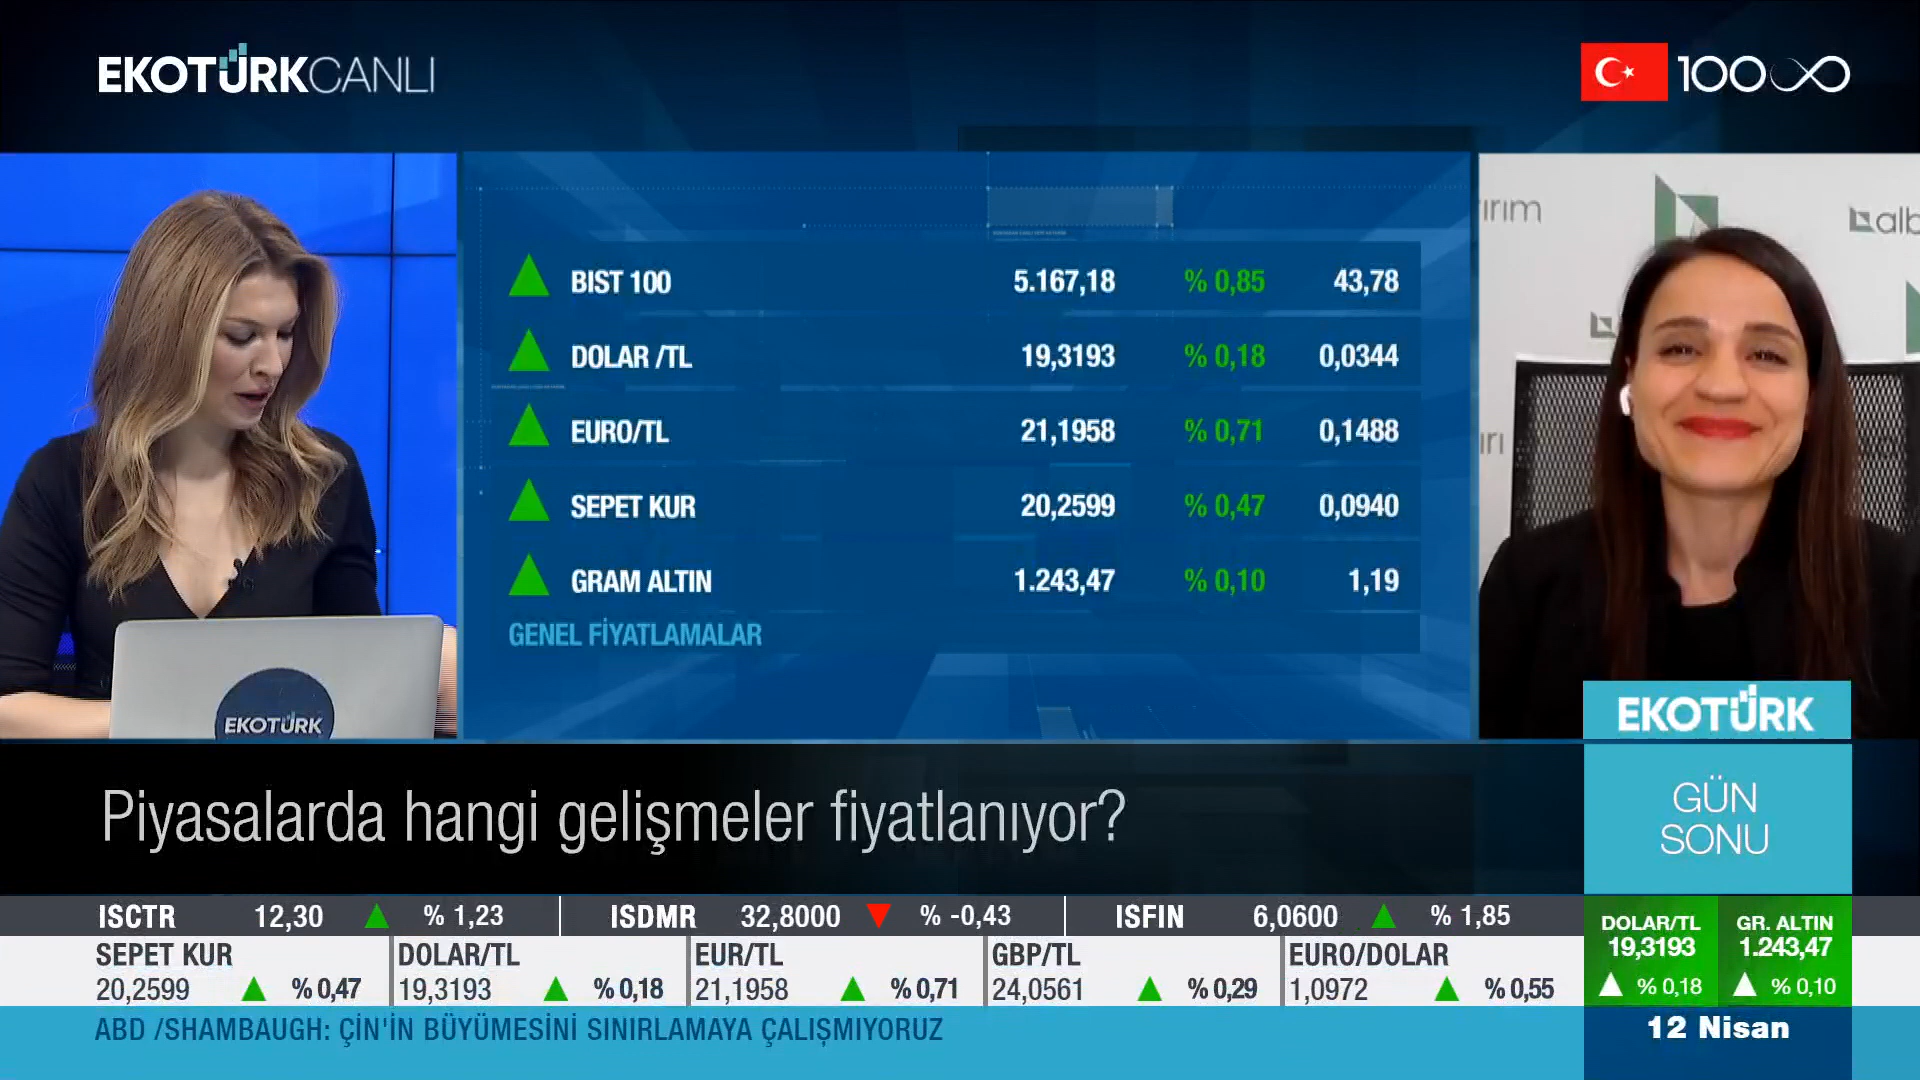 EKOTÜRKCANLI
100
ırım
alb
ırı
BIST 100 5.167,18 % 0,85 43,78
DOLAR /TL 19,3193 % 0,18 0,0344
EURO/TL 21,1958 % 0,71 0,1488
SEPET KUR 20,2599 % 0,47 0,0940
GRAM ALTIN 1.243,47 % 0,10 1,19
GENEL FİYATLAMALAR
EKOTÜRK
EKOTÜRK
GÜN
SONU
Piyasalarda hangi gelişmeler fiyatlanıyor?
ISCTR 12,30 % 1,23 ISDMR 32,8000 % -0,43 ISFIN 6,0600 % 1,85
SEPET KUR DOLAR/TL EUR/TL GBP/TL EURO/DOLAR
20,2599 % 0,47 19,3193 % 0,18 21,1958 % 0,71 24,0561 % 0,29 1,0972 % 0,55
DOLAR/TL GR. ALTIN
19,3193 1.243,47
% 0,18 % 0,10
ABD /SHAMBAUGH: ÇİN'İN BÜYÜMESİNİ SINIRLAMAYA ÇALIŞMIYORUZ
12 Nisan